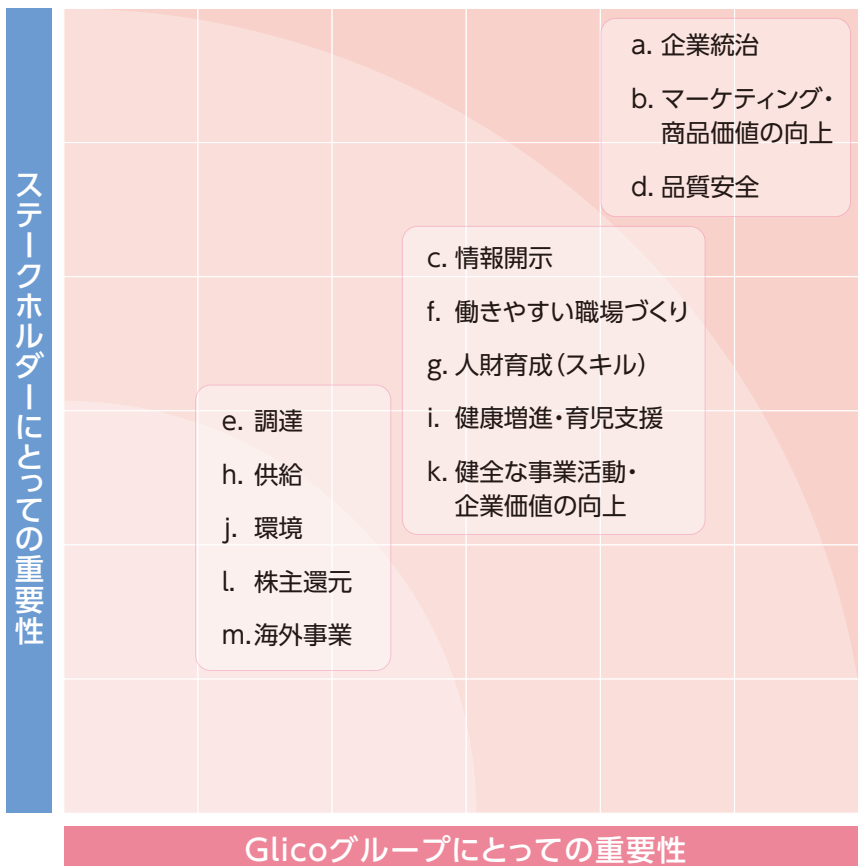 ステークホルダーにとっての重要性
a. 企業統治
b. マーケティング・
商品価値の向上
d. 品質安全
c. 情報開示
f. 働きやすい職場づくり
g. 人財育成（スキル）
i. 健康増進・育児支援
k. 健全な事業活動・
企業価値の向上
e. 調達
h. 供給
j. 環境
l. 株主還元
m.海外事業
Glicoグループにとっての重要性